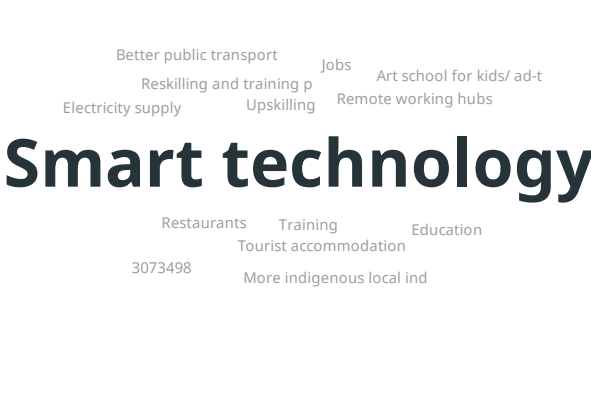 Better public transport
Jobs
Art school for kids/ ad-t
Reskilling and training p
Remote working hubs
Electricity supply
Upskilling
Smart technology
Restaurants
Training
Education
Tourist accommodation
3073498
More indigenous local ind